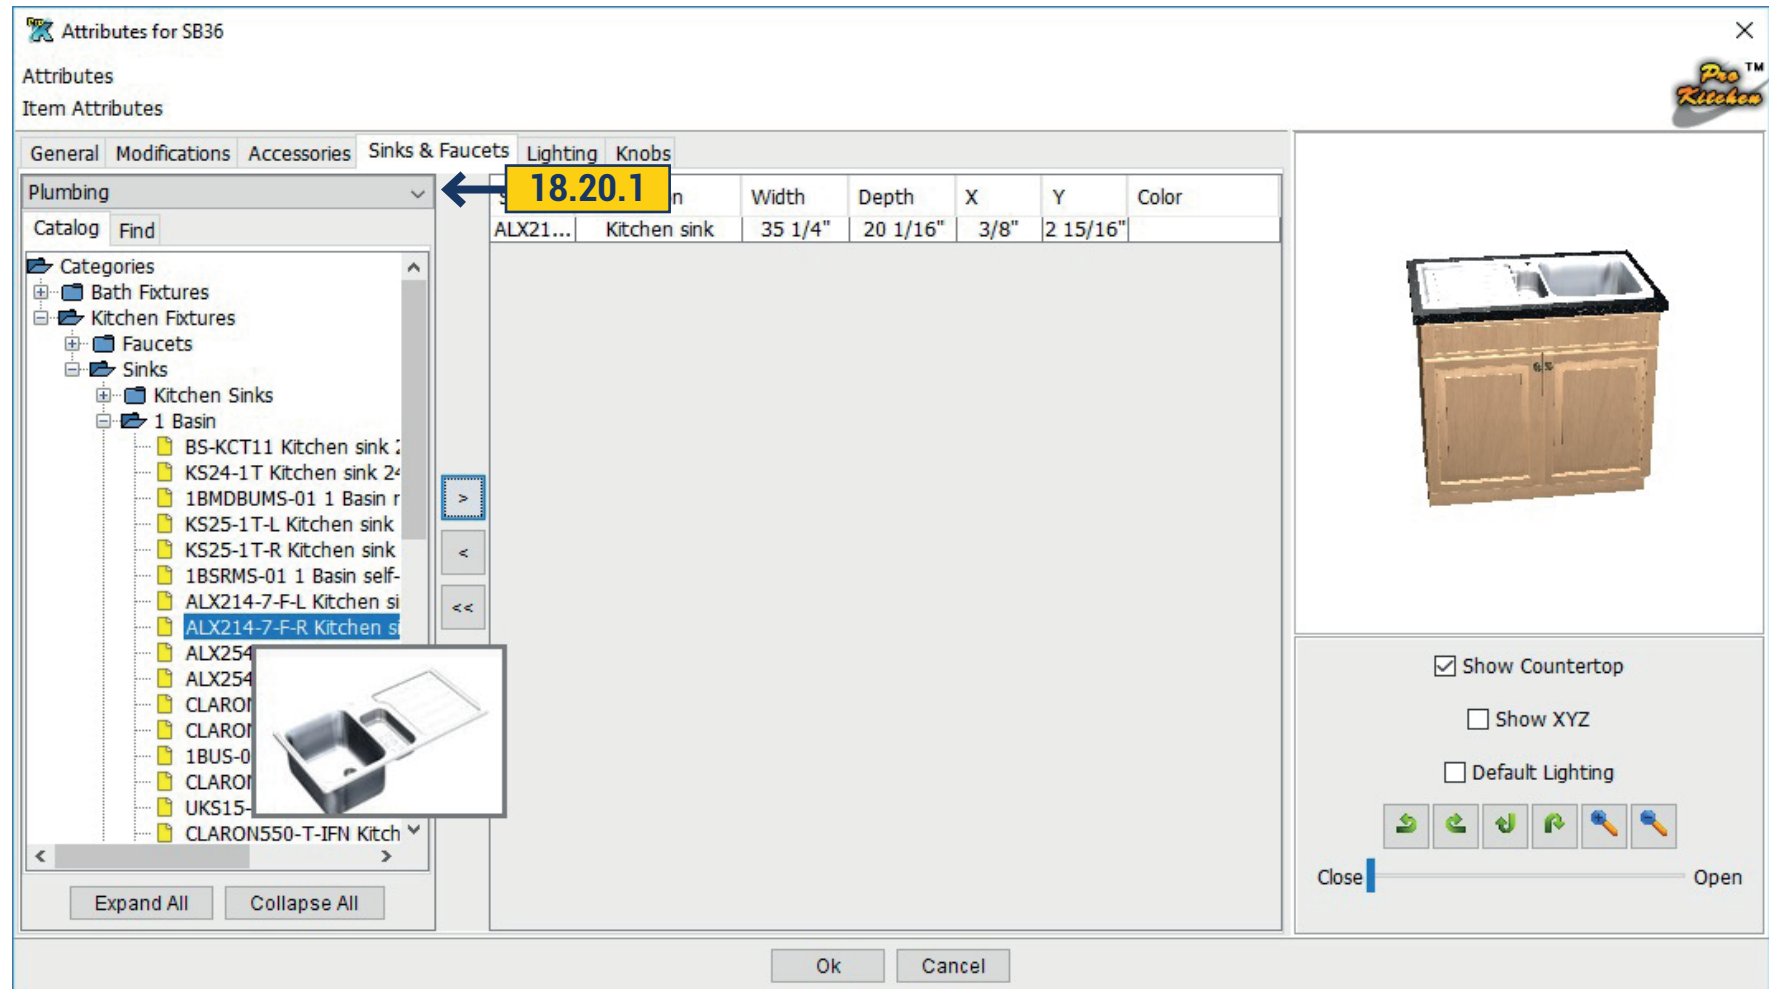 Attributes for SB36
Attributes
Item Attributes
Pro TM
Kitchen
General Modifications Accessories Sinks & Faucets Lighting Knobs
Plumbing
18.20.1
Width Depth X Y Color
Catalog Find
ALX21... Kitchen sink 35 1/4" 20 1/16" 3/8" 2 15/16"
Categories
Bath Fixtures
Kitchen Fixtures
Faucets
Sinks
Kitchen Sinks
1 Basin
BS-KCT11 Kitchen sink
KS24-1T Kitchen sink 24
1BMDBUMS-01 1 Basin
KS25-1T-L Kitchen sink
KS25-1T-R Kitchen sink
1BSRMS-01 1 Basin self-
ALX214-7-F-L Kitchen si
ALX214-7-F-R Kitchen si
ALX254
ALX254
CLARON
CLARON
1BUS-0
CLARON
UKS15-
CLARON550-T-IFN Kitch
>
<
<<
Expand All Collapse All
Show Countertop
Show XYZ
Default Lighting
Close Open
Ok Cancel